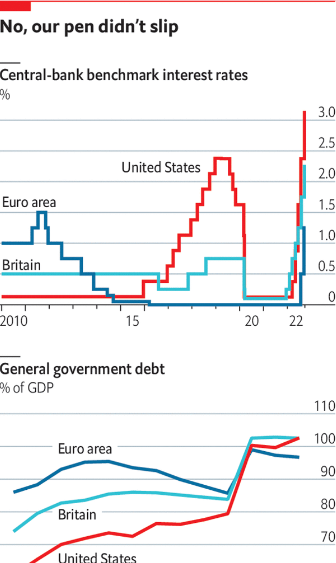 No, our pen didn't slip
Central-bank benchmark interest rates
%
3.0
2.5
United States
2.0
Euro area
1.5
1.0
Britain
0.5
0
2010
15
20
22
General government debt
% of GDP
110
Euro area
100
90
80
Britain
70
United States